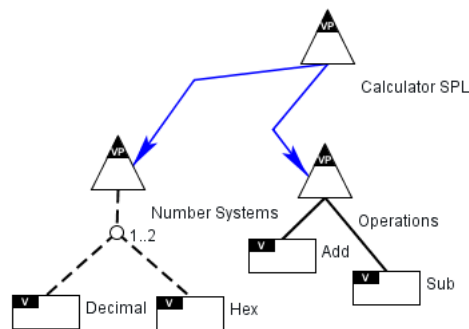 VP
Calculator SPL
VP
VP
Number Systems
Operations
1..2
V
Add
V
Sub
V
Decimal
V
Hex